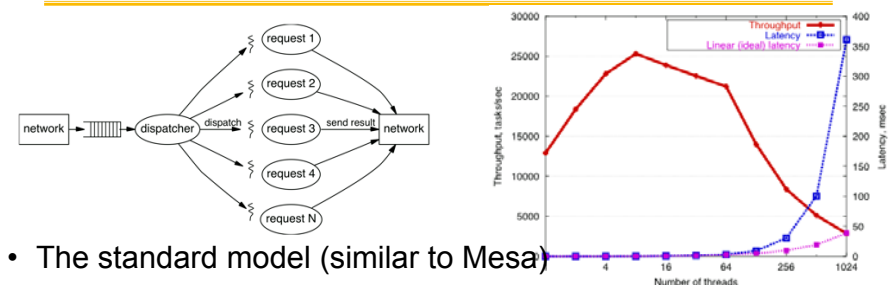 request 1
request 2
network
dispatcher
dispatch
request 3
send result
network
request 4
request N
• The standard model (similar to Mesa)
30000
25000
20000
15000
10000
5000
0
Throughput, tasks/sec
Throughput
Latency
Linear (ideal) latency
400
350
300
250
200
150
100
50
0
Latency, msec
4
16
64
256
1024
Number of threads